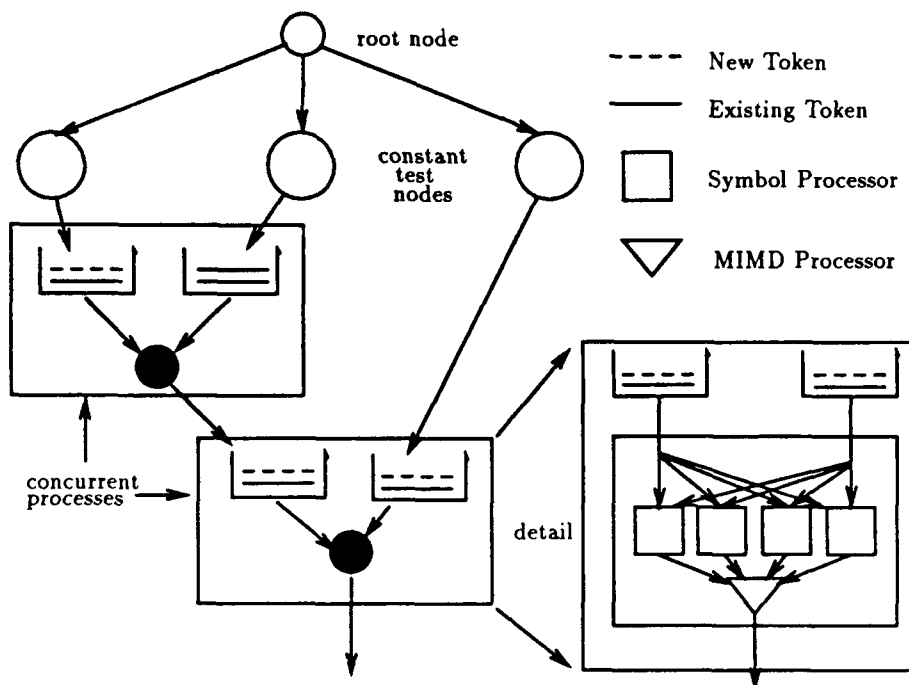 root node
New Token
Existing Token
constant
test
nodes
Symbol Processor
MIMD Processor
concurrent
processes
detail